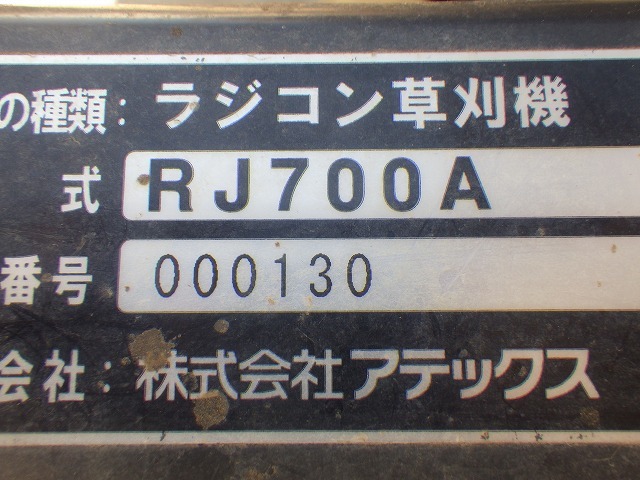 の種類：ラジコン草刈機
式 RJ700A
番号 000130
会社：株式会社アテックス